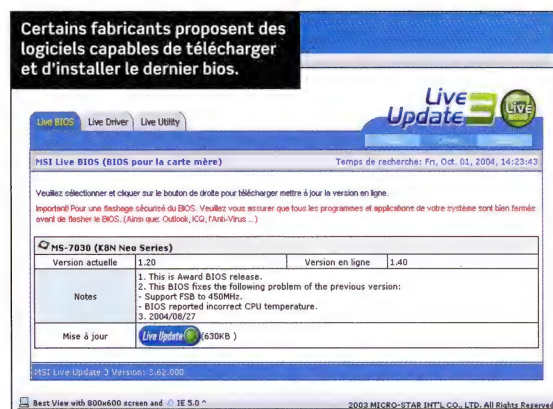 Certains fabricants proposent des
logiciels capables de télécharger
et d'installer le dernier bios.
Live
Update 3 Live
Live BIOS Live Driver Live Utility
MSI Live BIOS (BIOS pour la carte mère) Temps de recherche: Fri, Oct. 01, 2004, 14:23:43
Veuillez sélectionner et cliquer sur le bouton de droite pour télécharger mettre à jour la version en ligne.
Important! Pour une flashage sécurisé du BIOS. Veuillez vous assurer que tous les programmes et applications de votre système sont bien fermés
avant de flasher le BIOS. (Ainsi que: Outlook, ICQ, l'Anti-Virus ...)
MS-7030 (K8N Neo Series)
Version actuelle 1.20 Version en ligne 1.40
Notes
1. This is Award BIOS release.
2. This BIOS fixes the following problem of the previous version:
- Support FSB to 450MHz.
- BIOS reported incorrect CPU temperature.
3. 2004/08/27
Mise à jour Live Update (630KB )
MSI Live Update 3 Version: 3.62.000
Best View with 800x600 screen and IE 5.0 ^ 2003 MICRO-STAR INT'L CO., LTD. All Rights Reserved